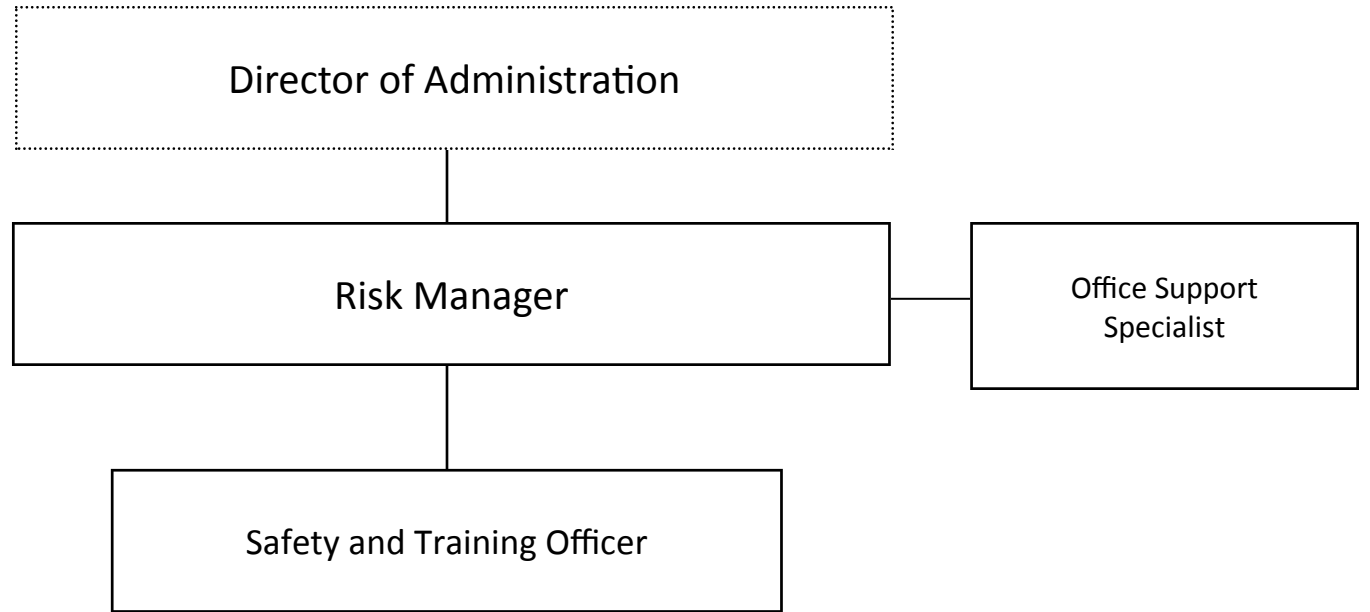 Director of Administration
Risk Manager
Office Support
Specialist
Safety and Training Officer